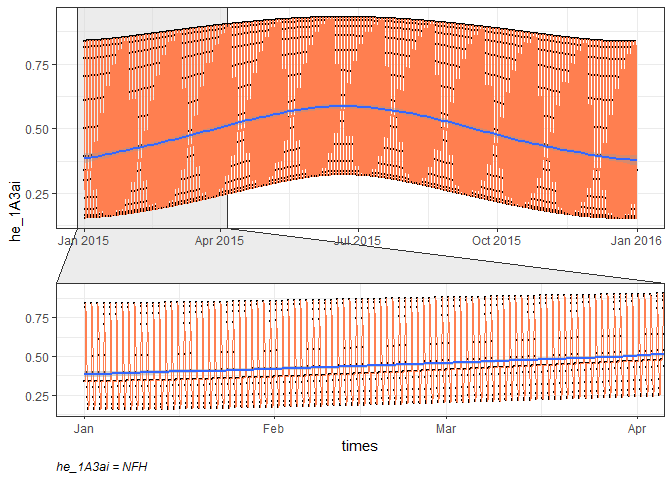 0.75
0.50
0.25
he_1A3ai
Jan 2015 Apr 2015 Jul 2015 Oct 2015 Jan 2016
0.75
0.50
0.25
Jan Feb Mar Apr
times
he_1A3ai = NFH